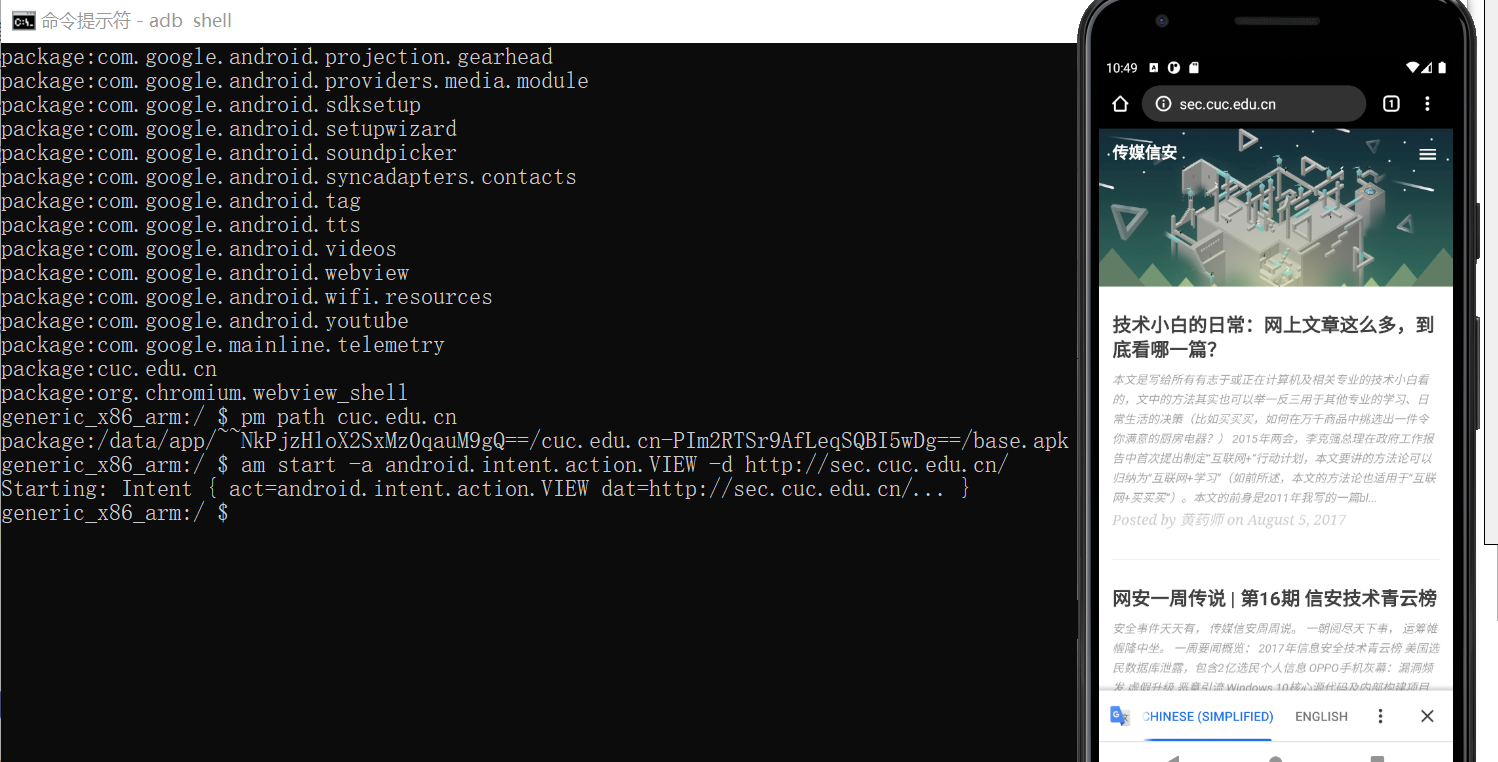 命令提示符 - adb shell
package:com.google.android.projection.gearhead
package:com.google.android.providers.media.module
package:com.google.android.sdksetup
package:com.google.android.setupwizard
package:com.google.android.soundpicker
package:com.google.android.syncadapters.contacts
package:com.google.android.tag
package:com.google.android.tts
package:com.google.android.videos
package:com.google.android.webview
package:com.google.android.wifi.resources
package:com.google.android.youtube
package:com.google.mainline.telemetry
package:cuc.edu.cn
package:org.chromium.webview_shell
generic_x86_arm:/ $ pm path cuc.edu.cn
package:/data/app/~~NkPjzHloX2SxMz0qauM9gQ==/cuc.edu.cn-PIm2RTSr9AfLeqSQBI5wDg==/base.apk
generic_x86_arm:/ $ am start -a android.intent.action.VIEW -d http://sec.cuc.edu.cn/
Starting: Intent { act=android.intent.action.VIEW dat=http://sec.cuc.edu.cn/... }
generic_x86_arm:/ $
10:49
sec.cuc.edu.cn
1
传媒信安
技术小白的日常：网上文章这么多，到
底看哪一篇？
本文是写给所有有志于或正在计算机及相关专业的技术小白看
的，文中的方法其实也可以举一反三用于其他专业的学习、日
常生活的决策（比如买买买，如何在万千商品中挑选出一件令
你满意的厨房电器？） 2015年两会，李克强总理在政府工作报
告中首次提出制定"互联网+"行动计划，本文要讲的方法论可以
归纳为"互联网+学习"（如前所述，本文的方法论也适用于"互联
网+买买买"）。本文的前身是2011年我写的一篇bl...
Posted by 黄药师 on August 5, 2017
网安一周传说 | 第16期 信安技术青云榜
安全事件天天有， 传媒信安周周说。 一朝阅尽天下事， 运筹帷
幄隆中坐。 一周要闻概览： 2017年信息安全技术青云榜 美国选
民数据库泄露，包含2亿选民个人信息 OPPO手机灰幕：漏洞频
发 虚假升级 恶意引流 Windows 10核心源代码及内部构建项目
CHINESE (SIMPLIFIED)
ENGLISH